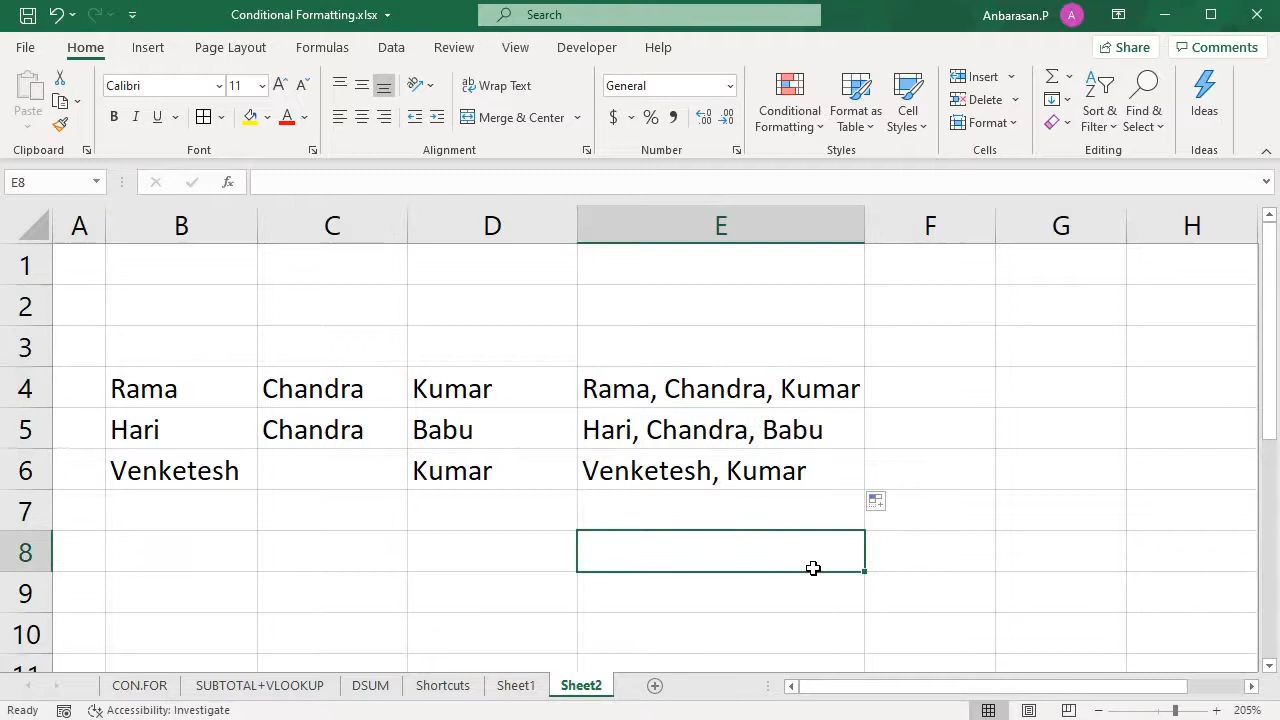 Conditional Formatting.xlsx
Search
Anbarasan.P
A
File Home Insert Page Layout Formulas Data Review View Developer Help
Share
Comments
Paste
Clipboard
Calibri 11
B I U
Font
Wrap Text
Merge & Center
Alignment
General
$ % ,
Number
Conditional Formatting
Format as Table
Cell Styles
Styles
Insert
Delete
Format
Cells
Sort & Filter
Find & Select
Editing
Ideas
Ideas
E8
fx
A B C D E F G H
1
2
3
4 Rama Chandra Kumar Rama, Chandra, Kumar
5 Hari Chandra Babu Hari, Chandra, Babu
6 Venketesh Kumar Venketesh, Kumar
7
8
9
10
11
CON.FOR SUBTOTAL+VLOOKUP DSUM Shortcuts Sheet1 Sheet2
Ready Accessibility: Investigate 205%